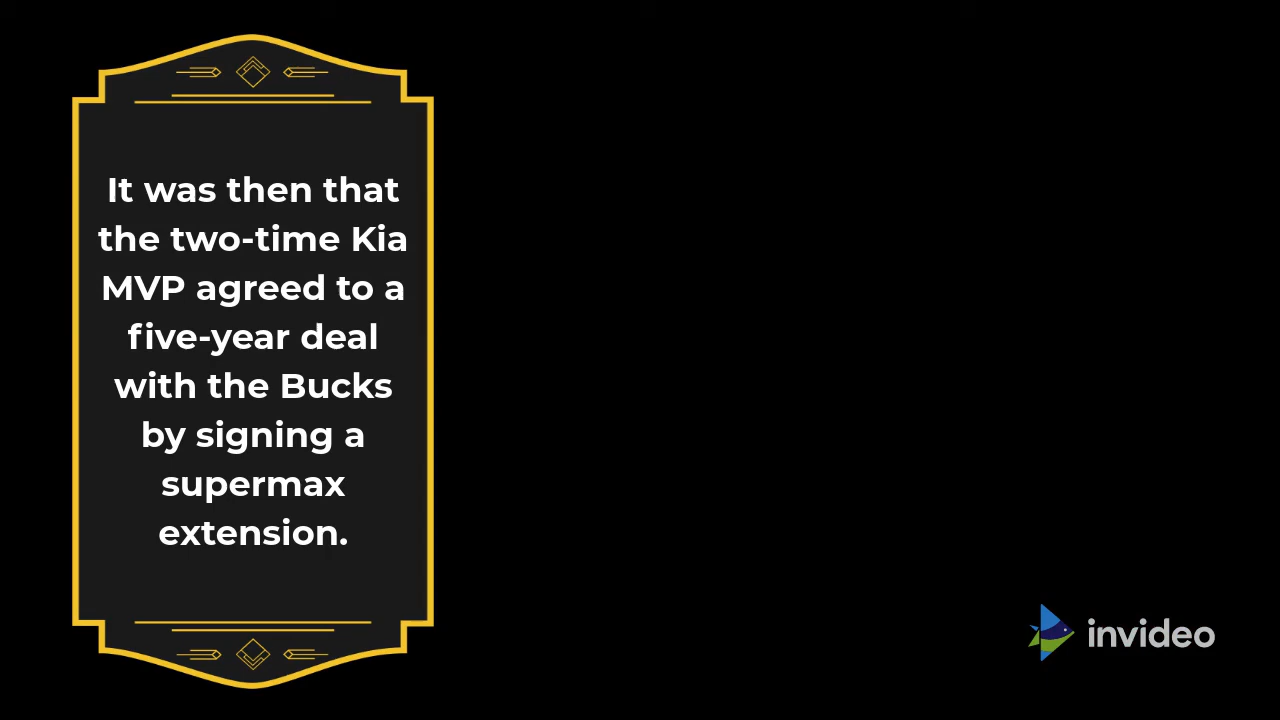 It was then that
the two-time Kia
MVP agreed to a
five-year deal
with the Bucks
by signing a
supermax
extension.
invideo